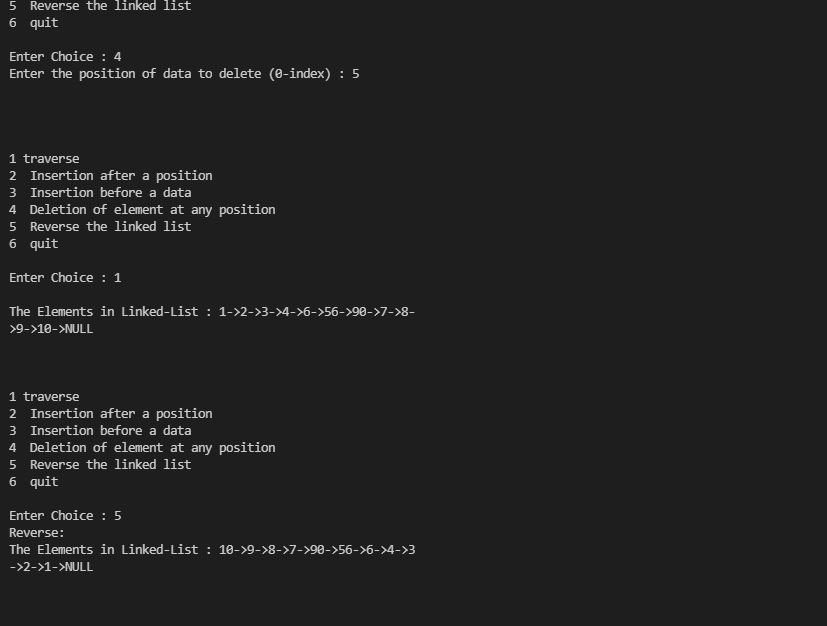 5  Reverse the linked list
6  quit
Enter Choice : 4
Enter the position of data to delete (0-index) : 5
1 traverse
2  Insertion after a position
3  Insertion before a data
4  Deletion of element at any position
5  Reverse the linked list
6  quit
Enter Choice : 1
The Elements in Linked-List : 1->2->3->4->6->56->90->7->8-
>9->10->NULL
1 traverse
2  Insertion after a position
3  Insertion before a data
4  Deletion of element at any position
5  Reverse the linked list
6  quit
Enter Choice : 5
Reverse:
The Elements in Linked-List : 10->9->8->7->90->56->6->4->3
->2->1->NULL